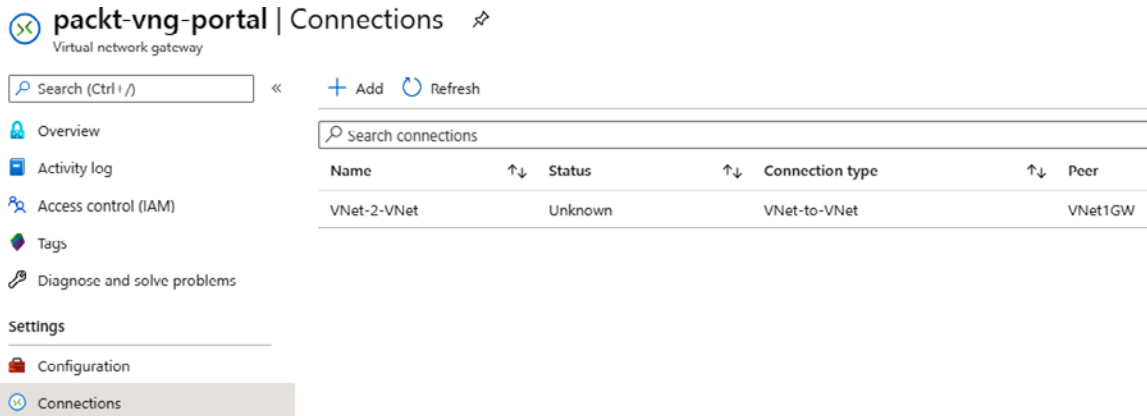 packt-vng-portal | Connections
Virtual network gateway
Search (Ctrl+/)
«
Add
Refresh
Overview
Activity log
Access control (IAM)
Tags
Diagnose and solve problems
Settings
Configuration
Connections
Search connections
Name ↑↓ Status ↑↓ Connection type ↑↓ Peer
VNet-2-VNet Unknown VNet-to-VNet VNet1GW